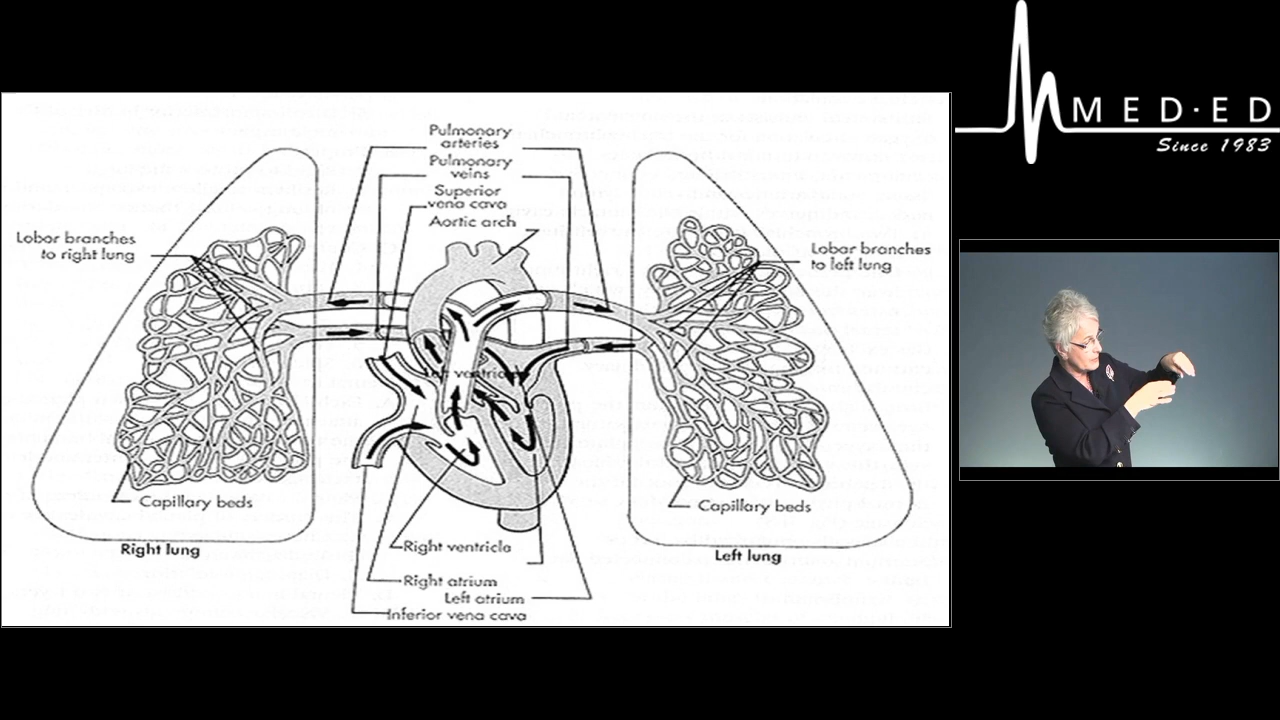 MED·ED
Since 1983
Pulmonary
arteries
Pulmonary
veins
Superior
vena cava
Aortic arch
Lobar branches
to right lung
Lobar branches
to left lung
Left ventricle
Capillary beds
Capillary beds
Right lung
Left lung
Right ventricle
Right atrium
Left atrium
Inferior vena cava